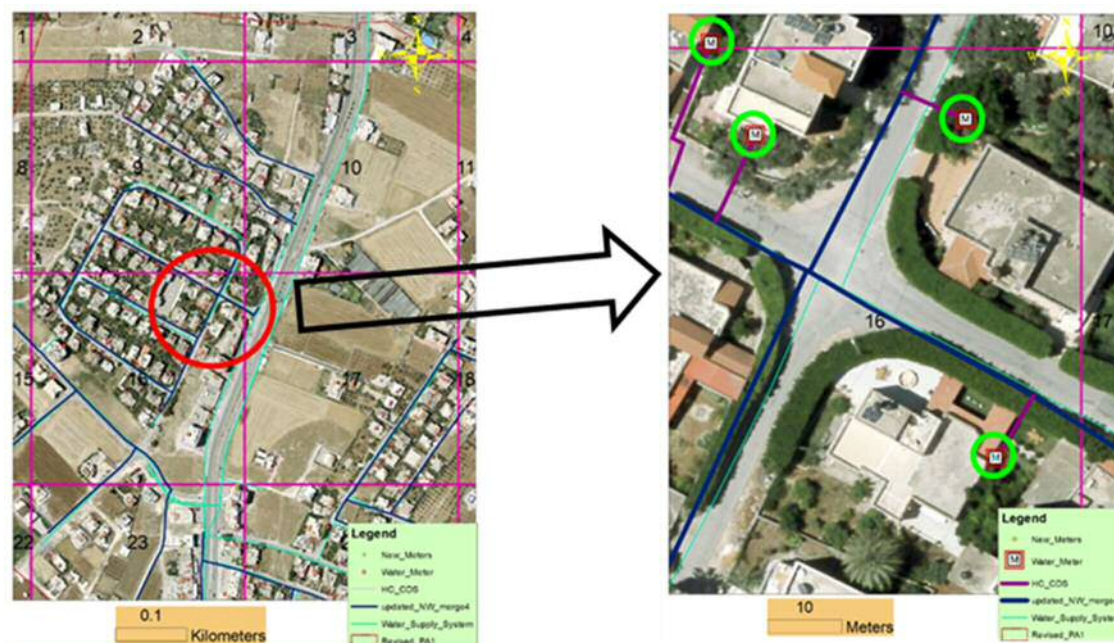 1 2 3 4
8 9 10 11
15 16 17 18
22 23
Legend
New_Meters
Water_Meter
HC_COS
updated_NW_merge4
Water_Supply_System
Revised_PA1
0.1
Kilometers
10
M
M
M
16 17
M
Legend
New_Meters
M Water_Meter
HC_COS
updated_NW_merge
Water_Supply_System
Revised_PA1
10
Meters